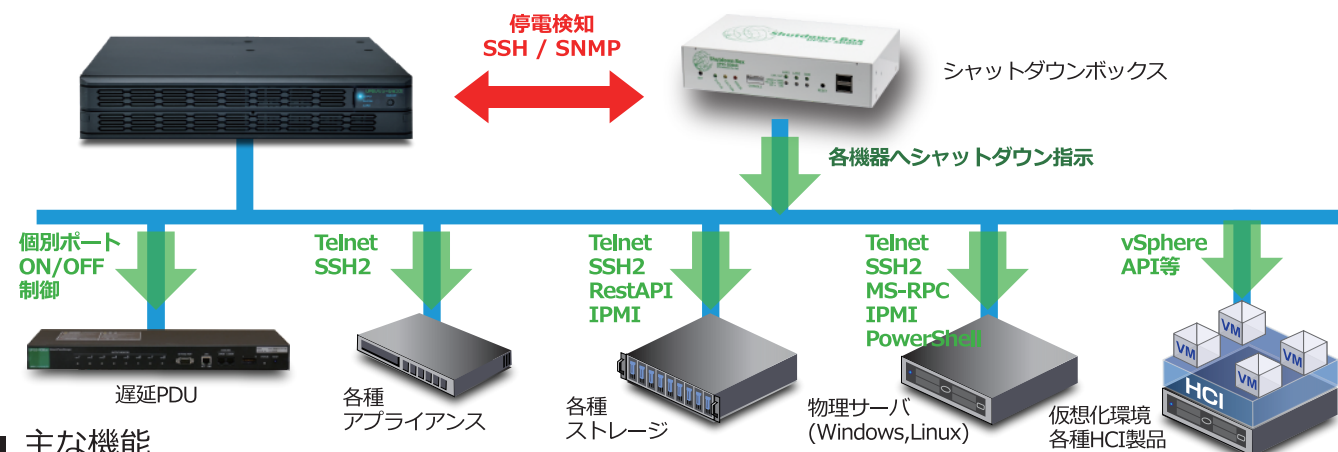 停電検知
SSH / SNMP
shutdown Box
シャットダウンボックス
各機器へシャットダウン指示
個別ポート
ON/OFF
制御
Telnet
SSH2
Telnet
SSH2
RestAPI
IPMI
Telnet
SSH2
MS-RPC
IPMI
PowerShell
vSphere
API等
VM
VM
VM
VM
HCI
遅延PDU
各種
アプライアンス
各種
ストレージ
物理サーバ
(Windows,Linux)
仮想化環境
各種HCI製品
主な機能